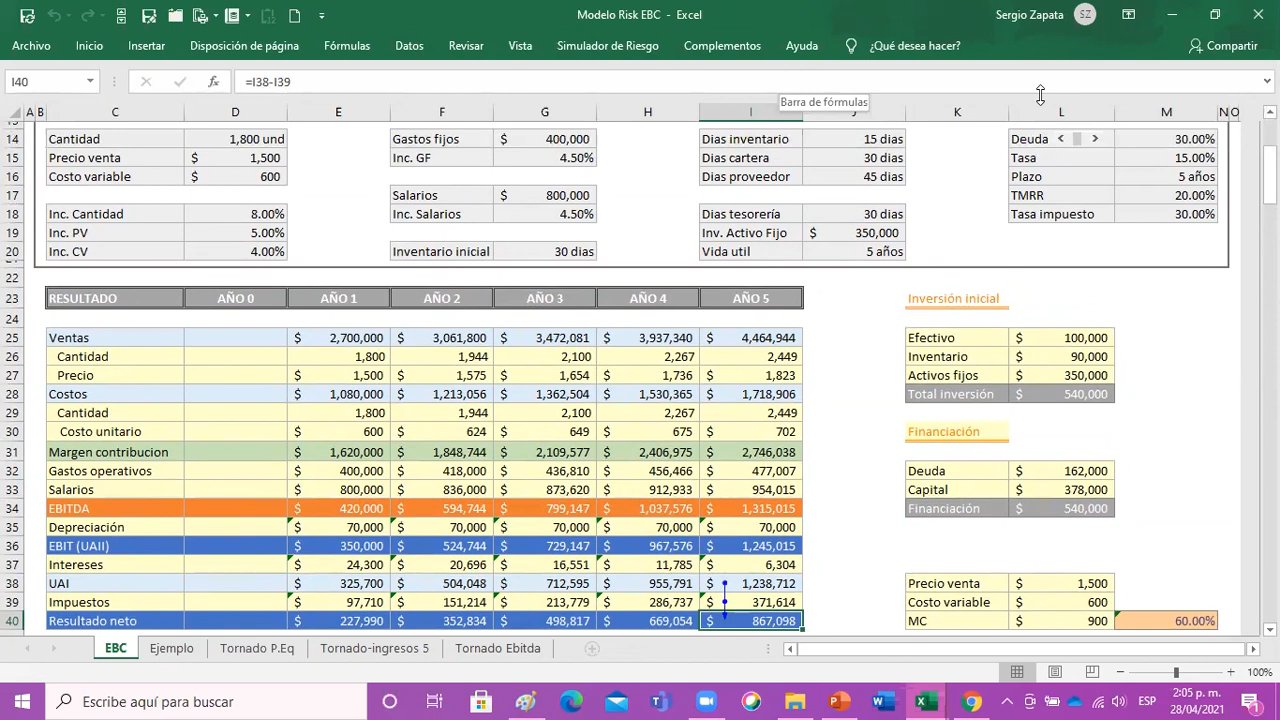 Modelo Risk EBC - Excel
Sergio Zapata SZ
Archivo Inicio Insertar Disposición de página Fórmulas Datos Revisar Vista Simulador de Riesgo Complementos Ayuda ¿Qué desea hacer? Compartir
I40 fx =I38-I39
Barra de fórmulas
A B C D E F G H I J K L M N O
14 Cantidad 1,800 und Gastos fijos $ 400,000 Dias inventario 15 dias Deuda < > 30.00%
15 Precio venta $ 1,500 Inc. GF 4.50% Dias cartera 30 dias Tasa 15.00%
16 Costo variable $ 600 Dias proveedor 45 dias Plazo 5 años
17 Salarios $ 800,000 TMRR 20.00%
18 Inc. Cantidad 8.00% Inc. Salarios 4.50% Dias tesorería 30 dias Tasa impuesto 30.00%
19 Inc. PV 5.00% Inv. Activo Fijo $ 350,000
20 Inc. CV 4.00% Inventario inicial 30 dias Vida util 5 años
22
23 RESULTADO AÑO 0 AÑO 1 AÑO 2 AÑO 3 AÑO 4 AÑO 5 Inversión inicial
24
25 Ventas $ 2,700,000 $ 3,061,800 $ 3,472,081 $ 3,937,340 $ 4,464,944 Efectivo $ 100,000
26 Cantidad 1,800 1,944 2,100 2,267 2,449 Inventario $ 90,000
27 Precio $ 1,500 $ 1,575 $ 1,654 $ 1,736 $ 1,823 Activos fijos $ 350,000
28 Costos $ 1,080,000 $ 1,213,056 $ 1,362,504 $ 1,530,365 $ 1,718,906 Total inversión $ 540,000
29 Cantidad 1,800 1,944 2,100 2,267 2,449
30 Costo unitario $ 600 $ 624 $ 649 $ 675 $ 702 Financiación
31 Margen contribucion $ 1,620,000 $ 1,848,744 $ 2,109,577 $ 2,406,975 $ 2,746,038
32 Gastos operativos $ 400,000 $ 418,000 $ 436,810 $ 456,466 $ 477,007 Deuda $ 162,000
33 Salarios $ 800,000 $ 836,000 $ 873,620 $ 912,933 $ 954,015 Capital $ 378,000
34 EBITDA $ 420,000 $ 594,744 $ 799,147 $ 1,037,576 $ 1,315,015 Financiación $ 540,000
35 Depreciación $ 70,000 $ 70,000 $ 70,000 $ 70,000 $ 70,000
36 EBIT (UAII) $ 350,000 $ 524,744 $ 729,147 $ 967,576 $ 1,245,015
37 Intereses $ 24,300 $ 20,696 $ 16,551 $ 11,785 $ 6,304
38 UAI $ 325,700 $ 504,048 $ 712,595 $ 955,791 $ 1,238,712 Precio venta $ 1,500
39 Impuestos $ 97,710 $ 151,214 $ 213,779 $ 286,737 $ 371,614 Costo variable $ 600
40 Resultado neto $ 227,990 $ 352,834 $ 498,817 $ 669,054 $ 867,098 MC $ 900 60.00%
EBC Ejemplo Tornado P.Eq Tornado-ingresos 5 Tornado Ebitda
100%
Escribe aquí para buscar
ESP 2:05 p. m.
28/04/2021